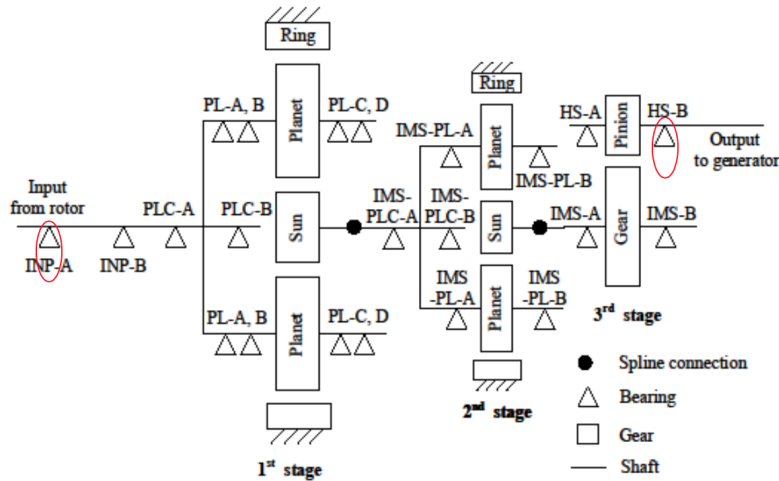 Ring
PL-A, B
PL-C, D
Planet
Ring
HS-A
HS-B
Pinion
IMS-PL-A
Planet
Output
to generator
IMS-PL-B
Input
from rotor
PLC-A
PLC-B
Sun
IMS-
PLC-A
IMS-
PLC-B
Sun
IMS-A
Gear
IMS-B
INP-A
INP-B
IMS
-PL-A
IMS
-PL-B
Planet
PL-A, B
PL-C, D
Planet
3rd stage
Spline connection
2nd stage
Bearing
Gear
1st stage
Shaft